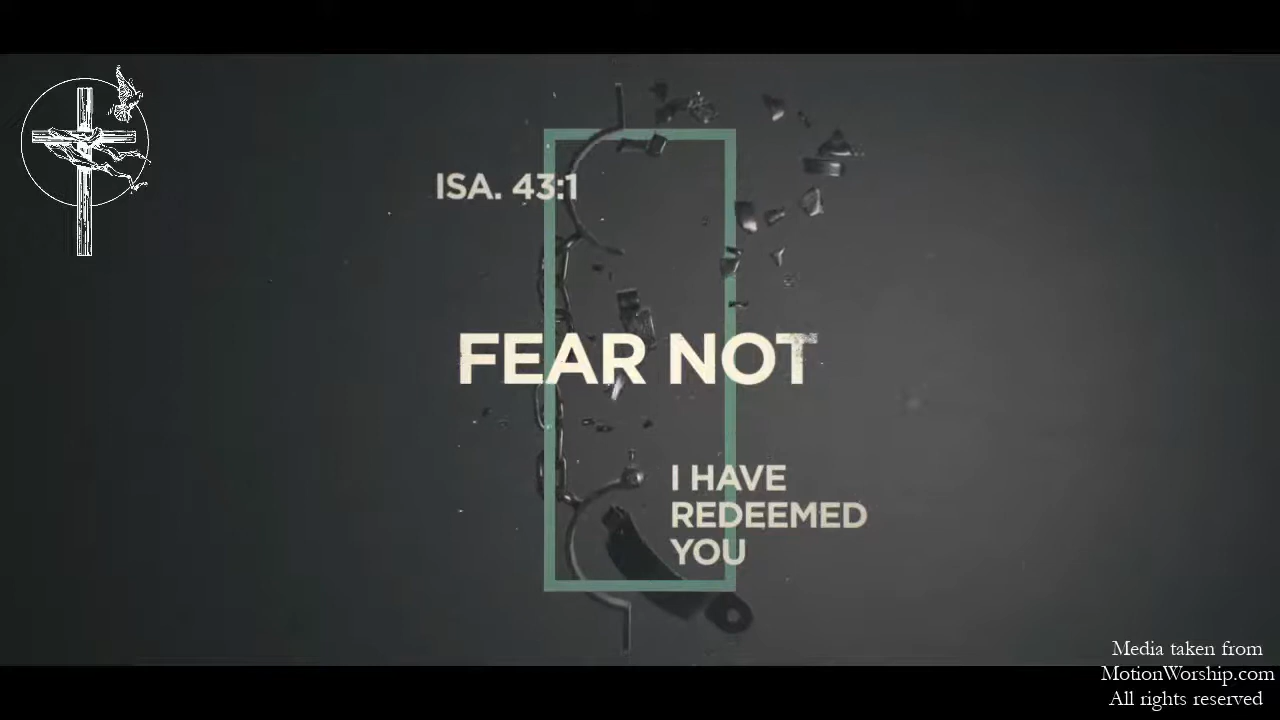 ISA. 43:1
FEAR NOT
I HAVE
REDEEMED
YOU
Media taken from
MotionWorship.com
All rights reserved